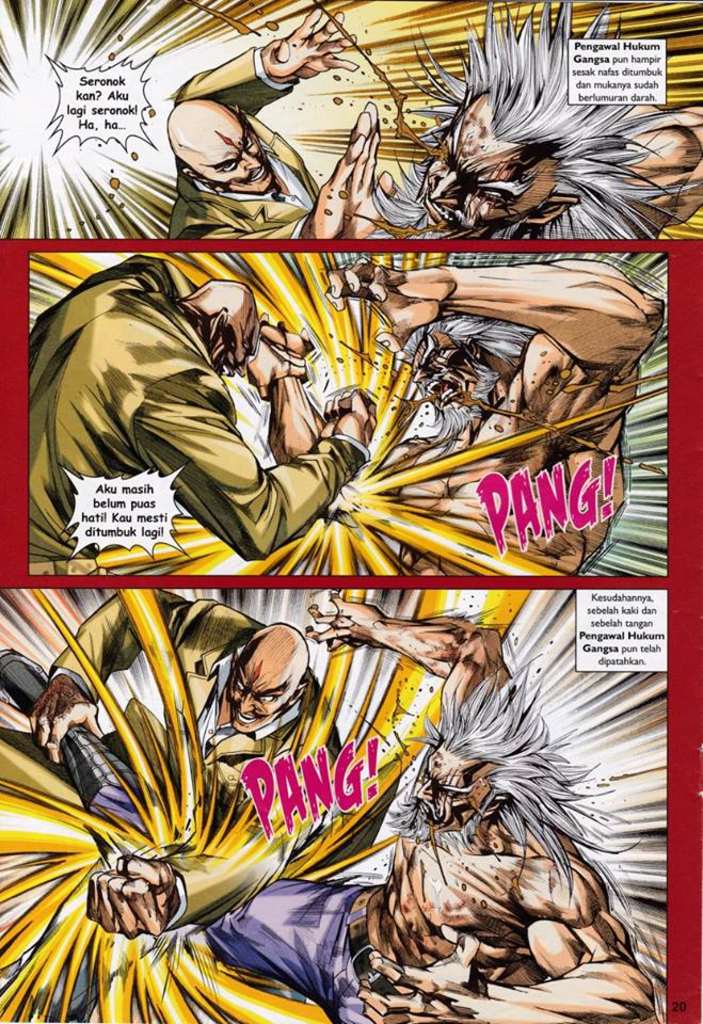 Seronok
kan? Aku
lagi seronok!
Ha, ha...
Pengawal Hukum
Gangsa pun hampir
sesak nafas ditumbuk
dan mukanya sudah
berlumuran darah.
Aku masih
belum puas
hati! Kau mesti
ditumbuk lagi!
PANG!
Kesudahannya,
sebelah kaki dan
sebelah tangan
Pengawal Hukum
Gangsa pun telah
dipatahkan.
PANG!
20